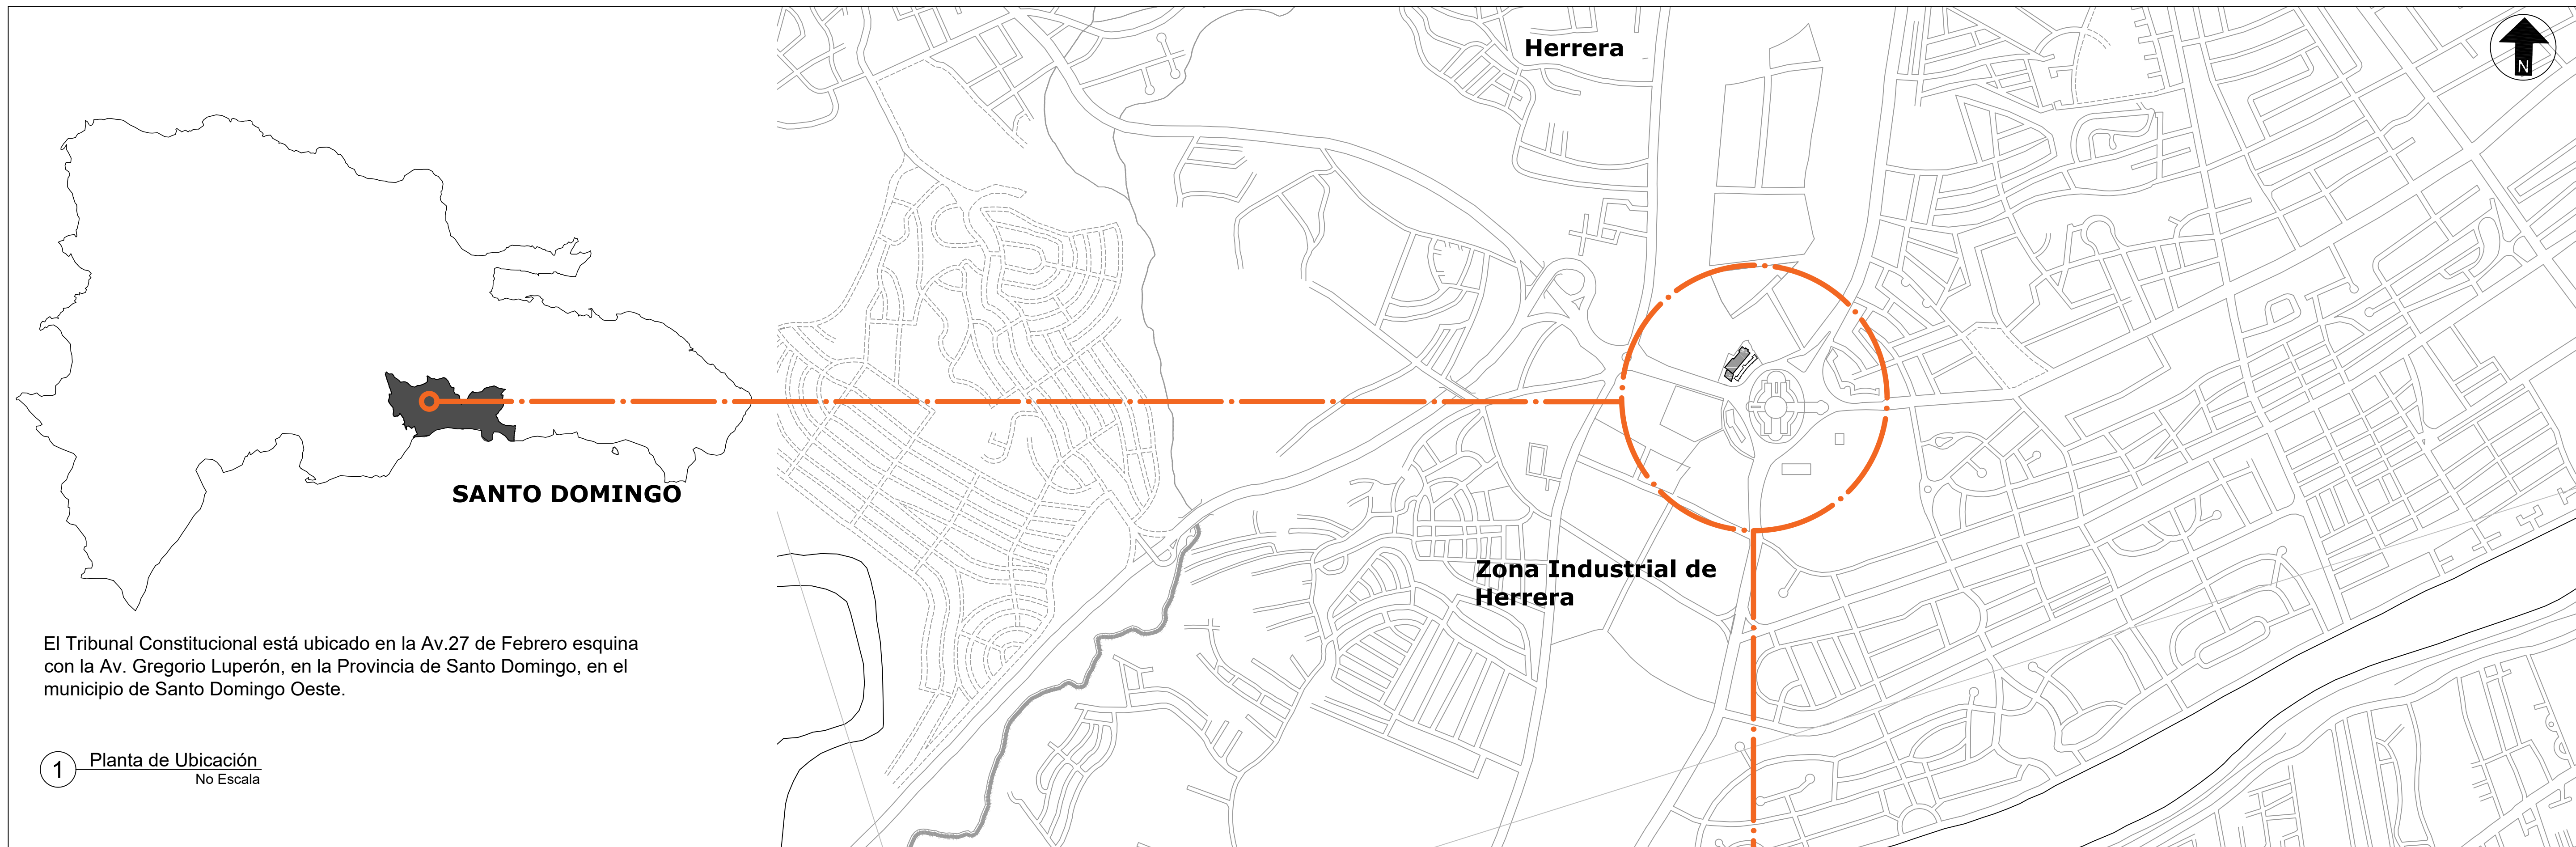 SANTO DOMINGO
El Tribunal Constitucional está ubicado en la Av.27 de Febrero esquina
con la Av. Gregorio Luperón, en la Provincia de Santo Domingo, en el
municipio de Santo Domingo Oeste.
1 Planta de Ubicación
No Escala
Herrera
Zona Industrial de
Herrera
N